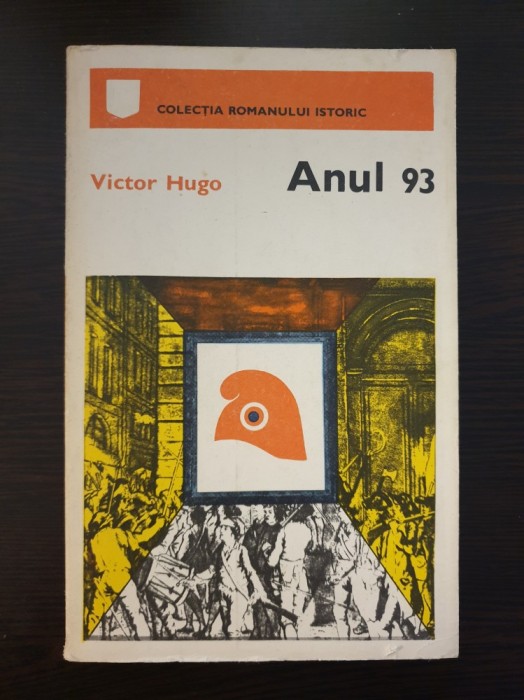 COLECȚIA ROMANULUI ISTORIC
Victor Hugo
Anul 93